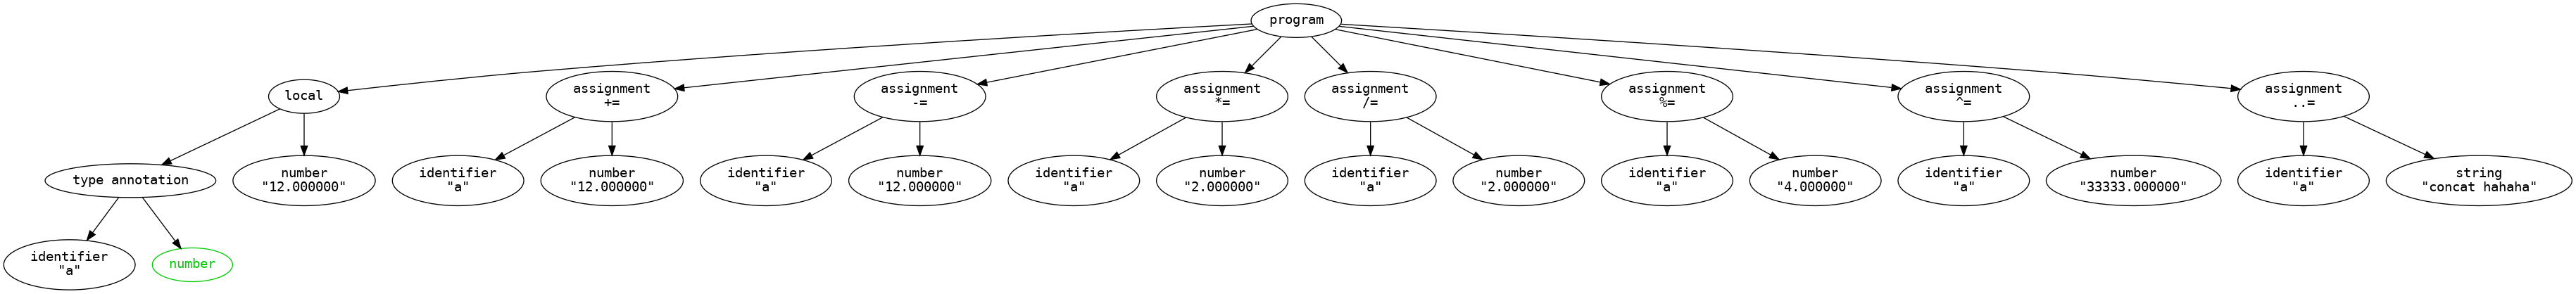 program
local
assignment
+=
assignment
-=
assignment
*=
assignment
/=
assignment
%=
assignment
^=
assignment
..=
type annotation
number
"12.000000"
identifier
"a"
number
"12.000000"
identifier
"a"
number
"12.000000"
identifier
"a"
number
"2.000000"
identifier
"a"
number
"2.000000"
identifier
"a"
number
"4.000000"
identifier
"a"
number
"33333.000000"
identifier
"a"
string
"concat hahaha"
identifier
"a"
number